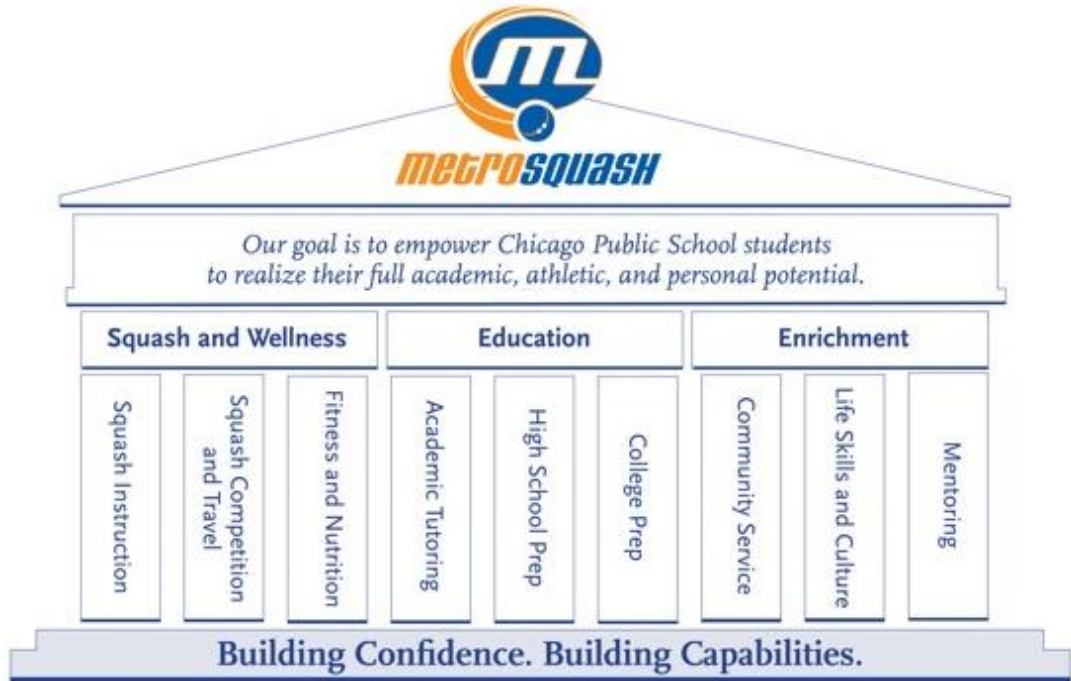 m
metrosquash
Our goal is to empower Chicago Public School students
to realize their full academic, athletic, and personal potential.
Squash and Wellness
Education
Enrichment
Squash Instruction
Squash Competition
and Travel
Fitness and Nutrition
Academic Tutoring
High School Prep
College Prep
Community Service
Life Skills and Culture
Mentoring
Building Confidence. Building Capabilities.